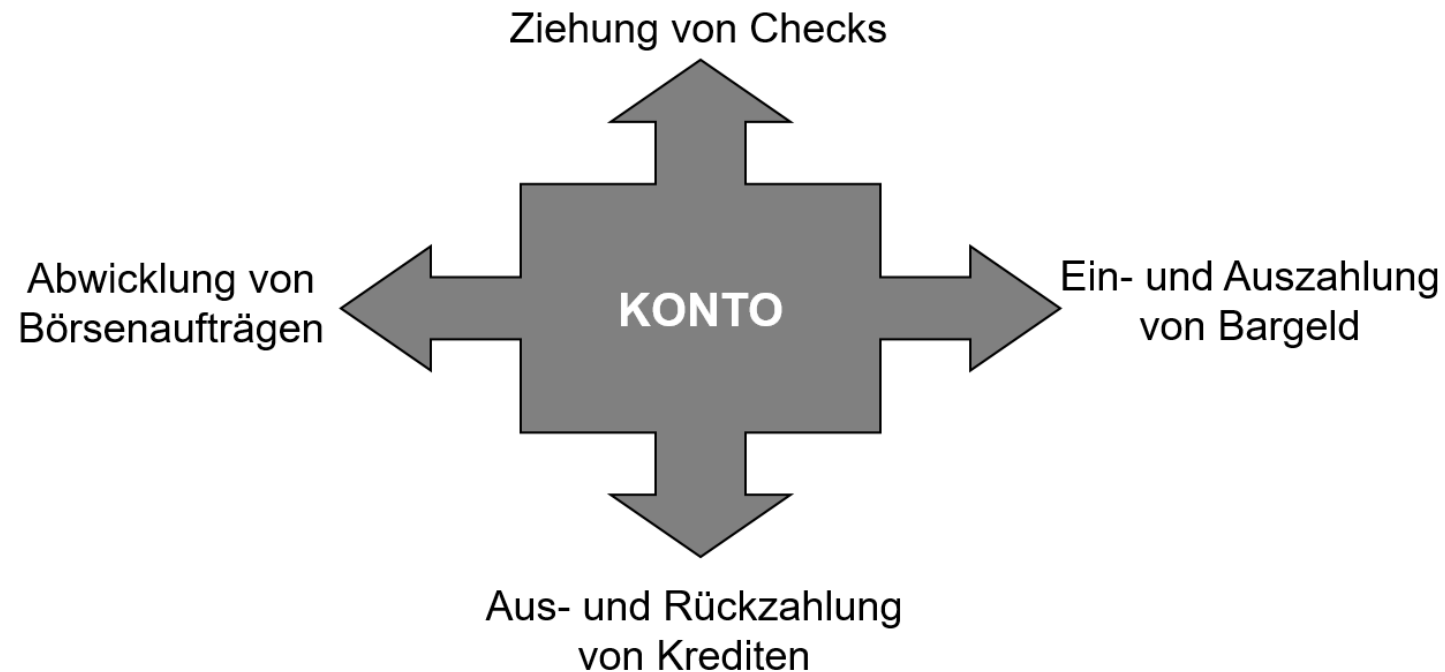 Ziehung von Checks
Abwicklung von
Börsenaufträgen
KONTO
Ein- und Auszahlung
von Bargeld
Aus- und Rückzahlung
von Krediten